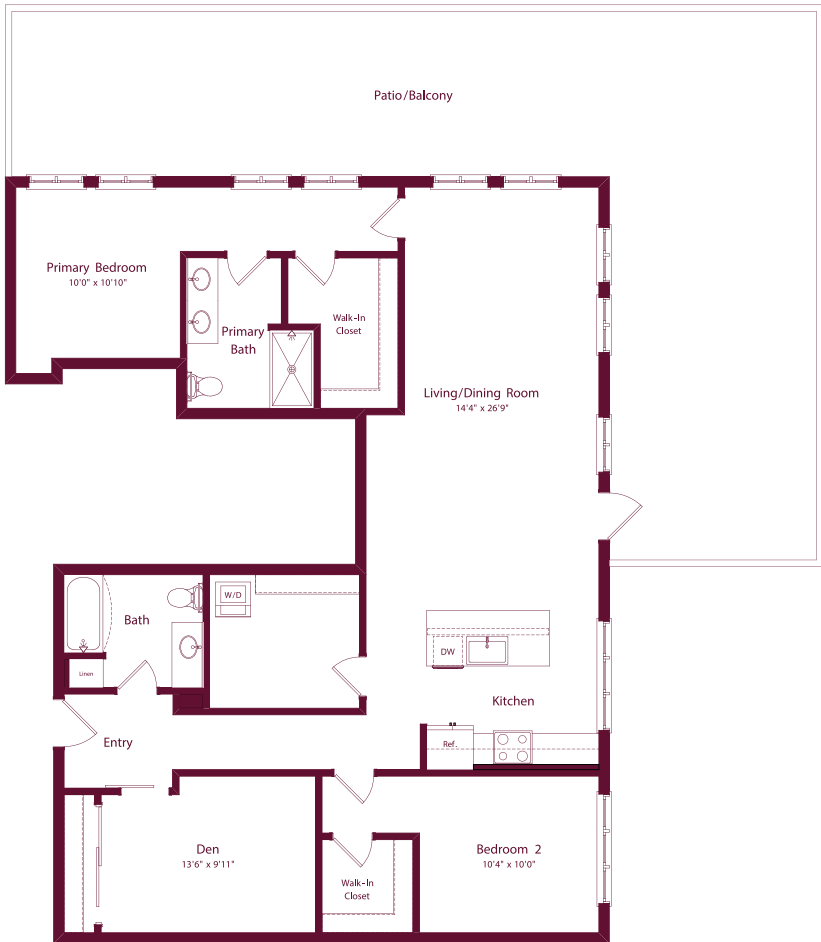 Patio/Balcony
Primary Bedroom
10'0" x 10'10"
Walk-In
Closet
Primary
Bath
Living/Dining Room
14'4" x 26'9"
W/D
Bath
DW
Linen
Kitchen
Entry
Ref.
Den
13'6" x 9'11"
Bedroom 2
10'4" x 10'0"
Walk-In
Closet